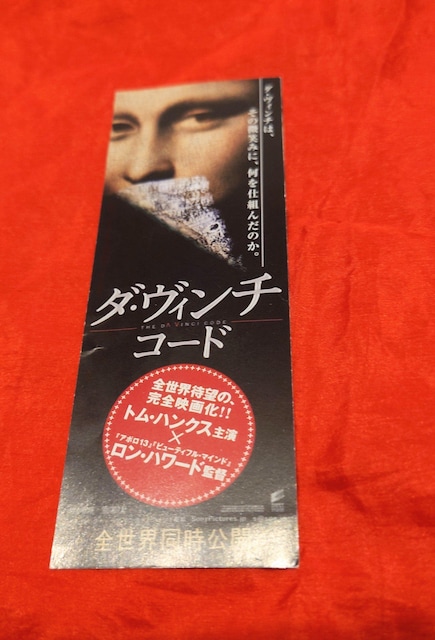 ダ・ヴィンチは、
その微笑みに、何を仕組んだのか。
ダ・ヴィンチ
THE DA VINCI CODE
コード
全世界待望の、
完全映画化!!
トム・ハンクス主演
×
『アポロ13』『ビューティフル・マインド』
ロン・ハワード監督
SonyPictures.jp
全世界同時公開